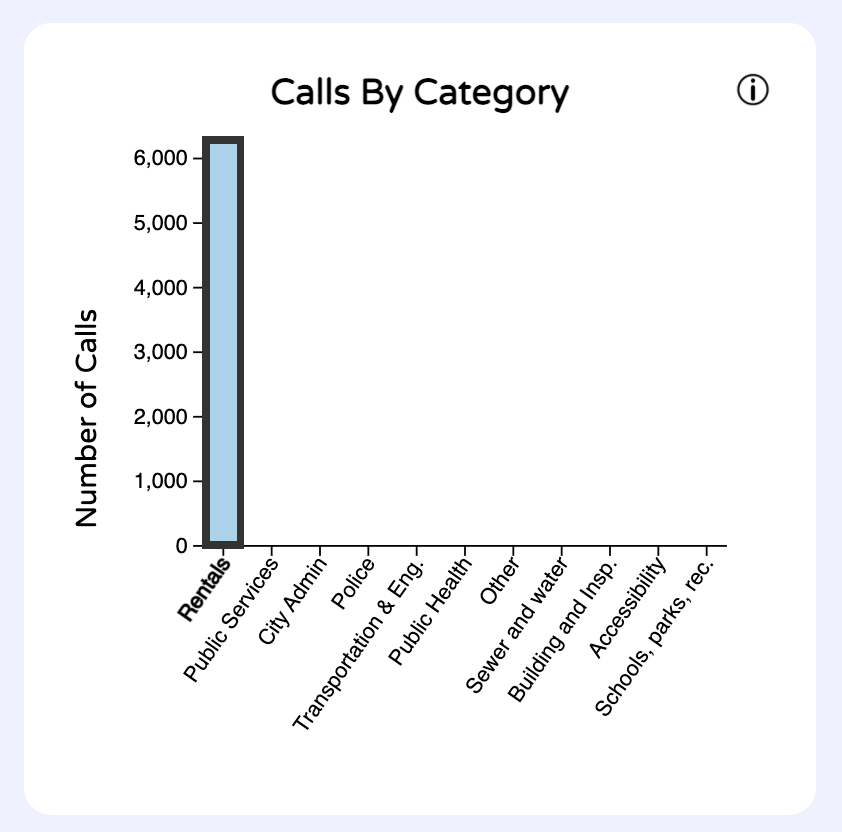 Calls By Category
Number of Calls
6,000
5,000
4,000
3,000
2,000
1,000
0
Rentals
Public Services
City Admin
Police
Transportation & Eng.
Public Health
Other
Sewer and water
Building and Insp.
Accessibility
Schools, parks, rec.